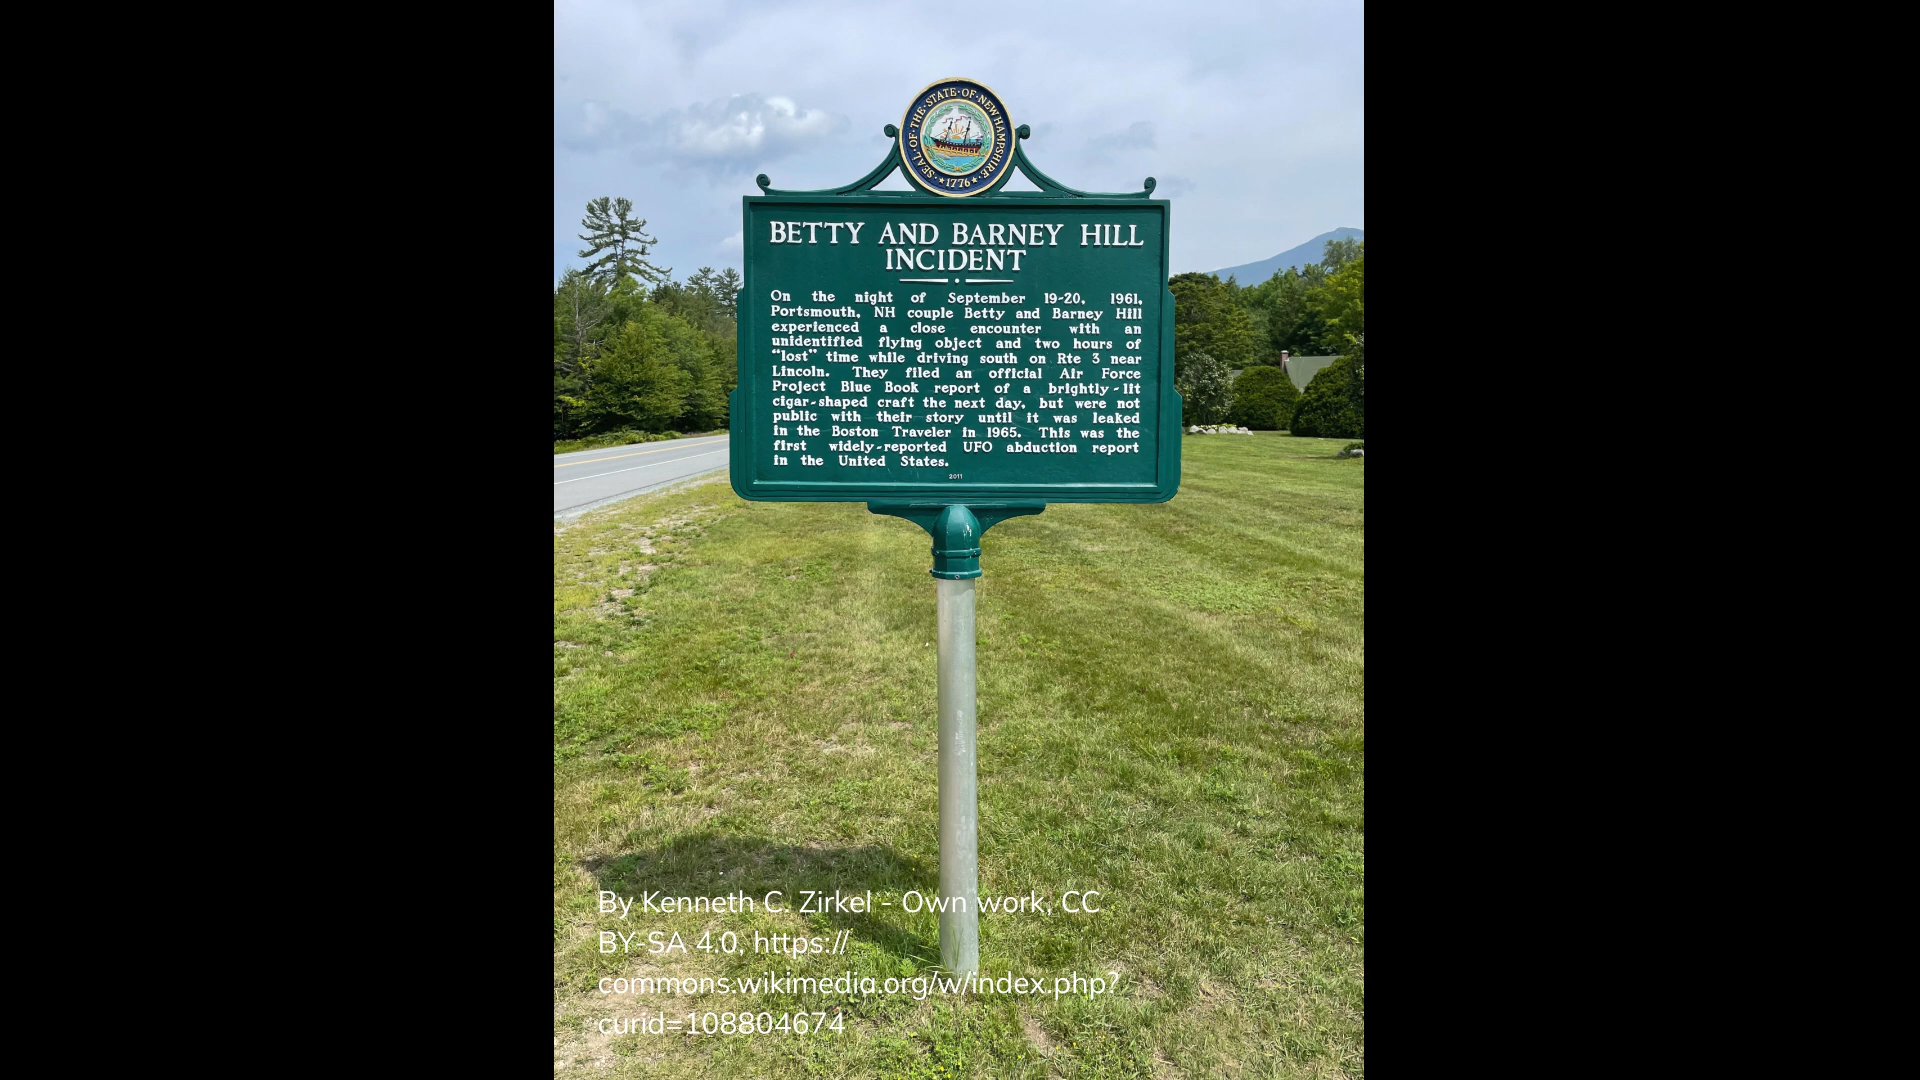 SEAL·OF·THE·STATE·OF·NEW HAMPSHIRE·
★1776★
BETTY AND BARNEY HILL
INCIDENT
On the night of September 19-20, 1961,
Portsmouth, NH couple Betty and Barney Hill
experienced a close encounter with an
unidentified flying object and two hours of
“lost” time while driving south on Rte 3 near
Lincoln. They filed an official Air Force
Project Blue Book report of a brightly-lit
cigar-shaped craft the next day, but were not
public with their story until it was leaked
in the Boston Traveler in 1965. This was the
first widely-reported UFO abduction report
in the United States.
2011
By Kenneth C. Zirkel - Own work, CC
BY-SA 4.0, https://
commons.wikimedia.org/w/index.php?
curid=108804674